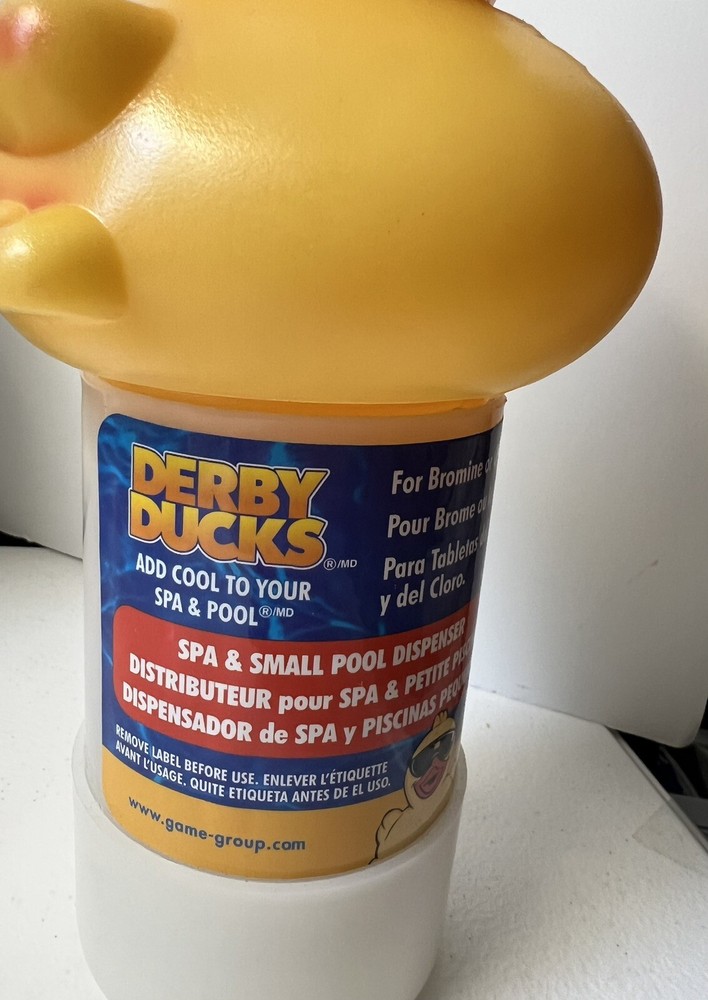 DERBY
DUCKS®/MD
ADD COOL TO YOUR
SPA & POOL®/MD
For Bromine or
Pour Brome ou
Para Tabletas
y del Cloro.
SPA & SMALL POOL DISPENSER
DISTRIBUTEUR pour SPA & PETITE
DISPENSADOR de SPA y PISCINAS
REMOVE LABEL BEFORE USE. ENLEVER L'ÉTIQUETTE
AVANT L'USAGE. QUITE ETIQUETA ANTES DE EL USO.
www.game-group.com